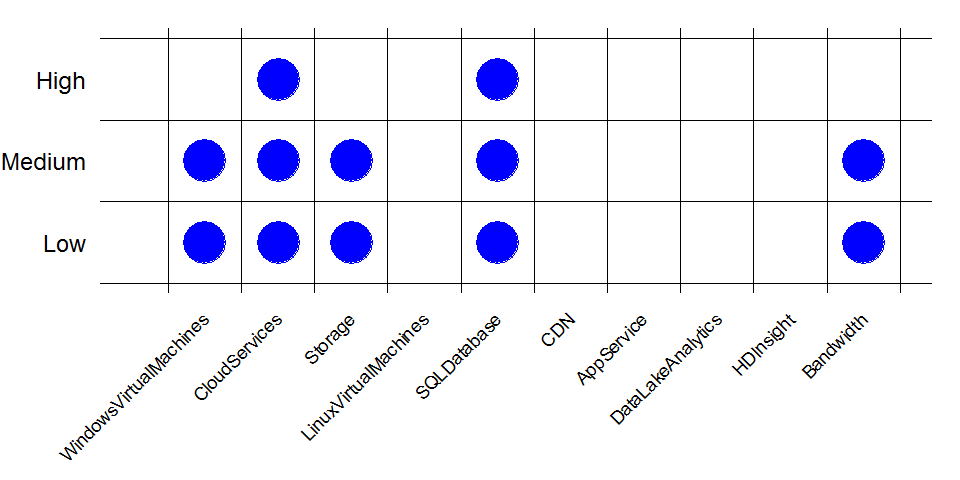 High
Medium
Low
WindowsVirtualMachines
CloudServices
Storage
LinuxVirtualMachines
SQLDatabase
CDN
AppService
DataLakeAnalytics
HDInsight
Bandwidth